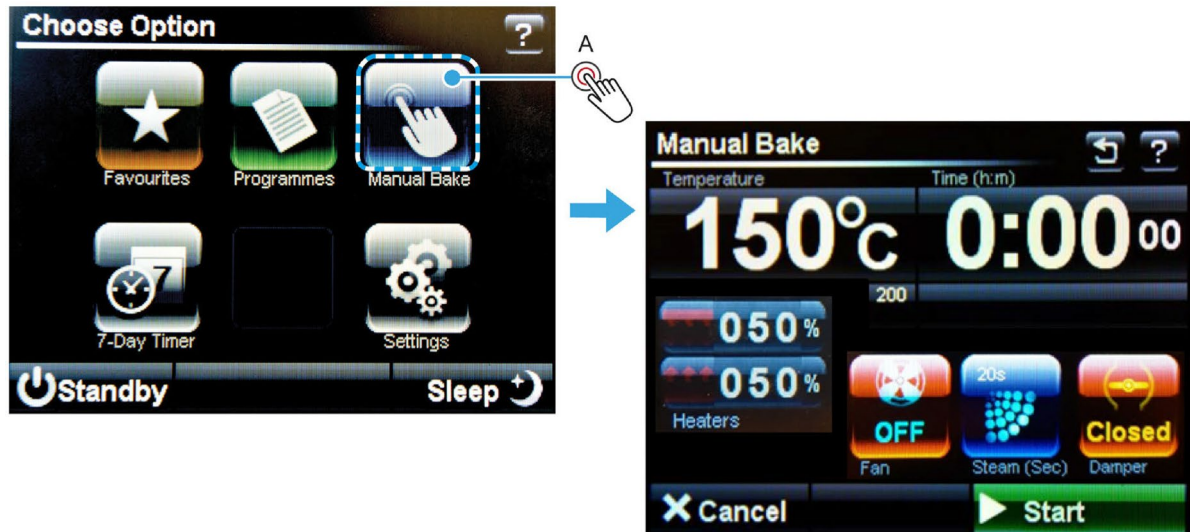 Choose Option
?
A
Favourites
Programmes
Manual Bake
7
7-Day Timer
Settings
Standby
Sleep
Manual Bake
?
Temperature
Time (h:m)
150°C
0:00 00
200
050%
050%
Heaters
OFF
Fan
20s
Steam (Sec)
Closed
Damper
Cancel
Start